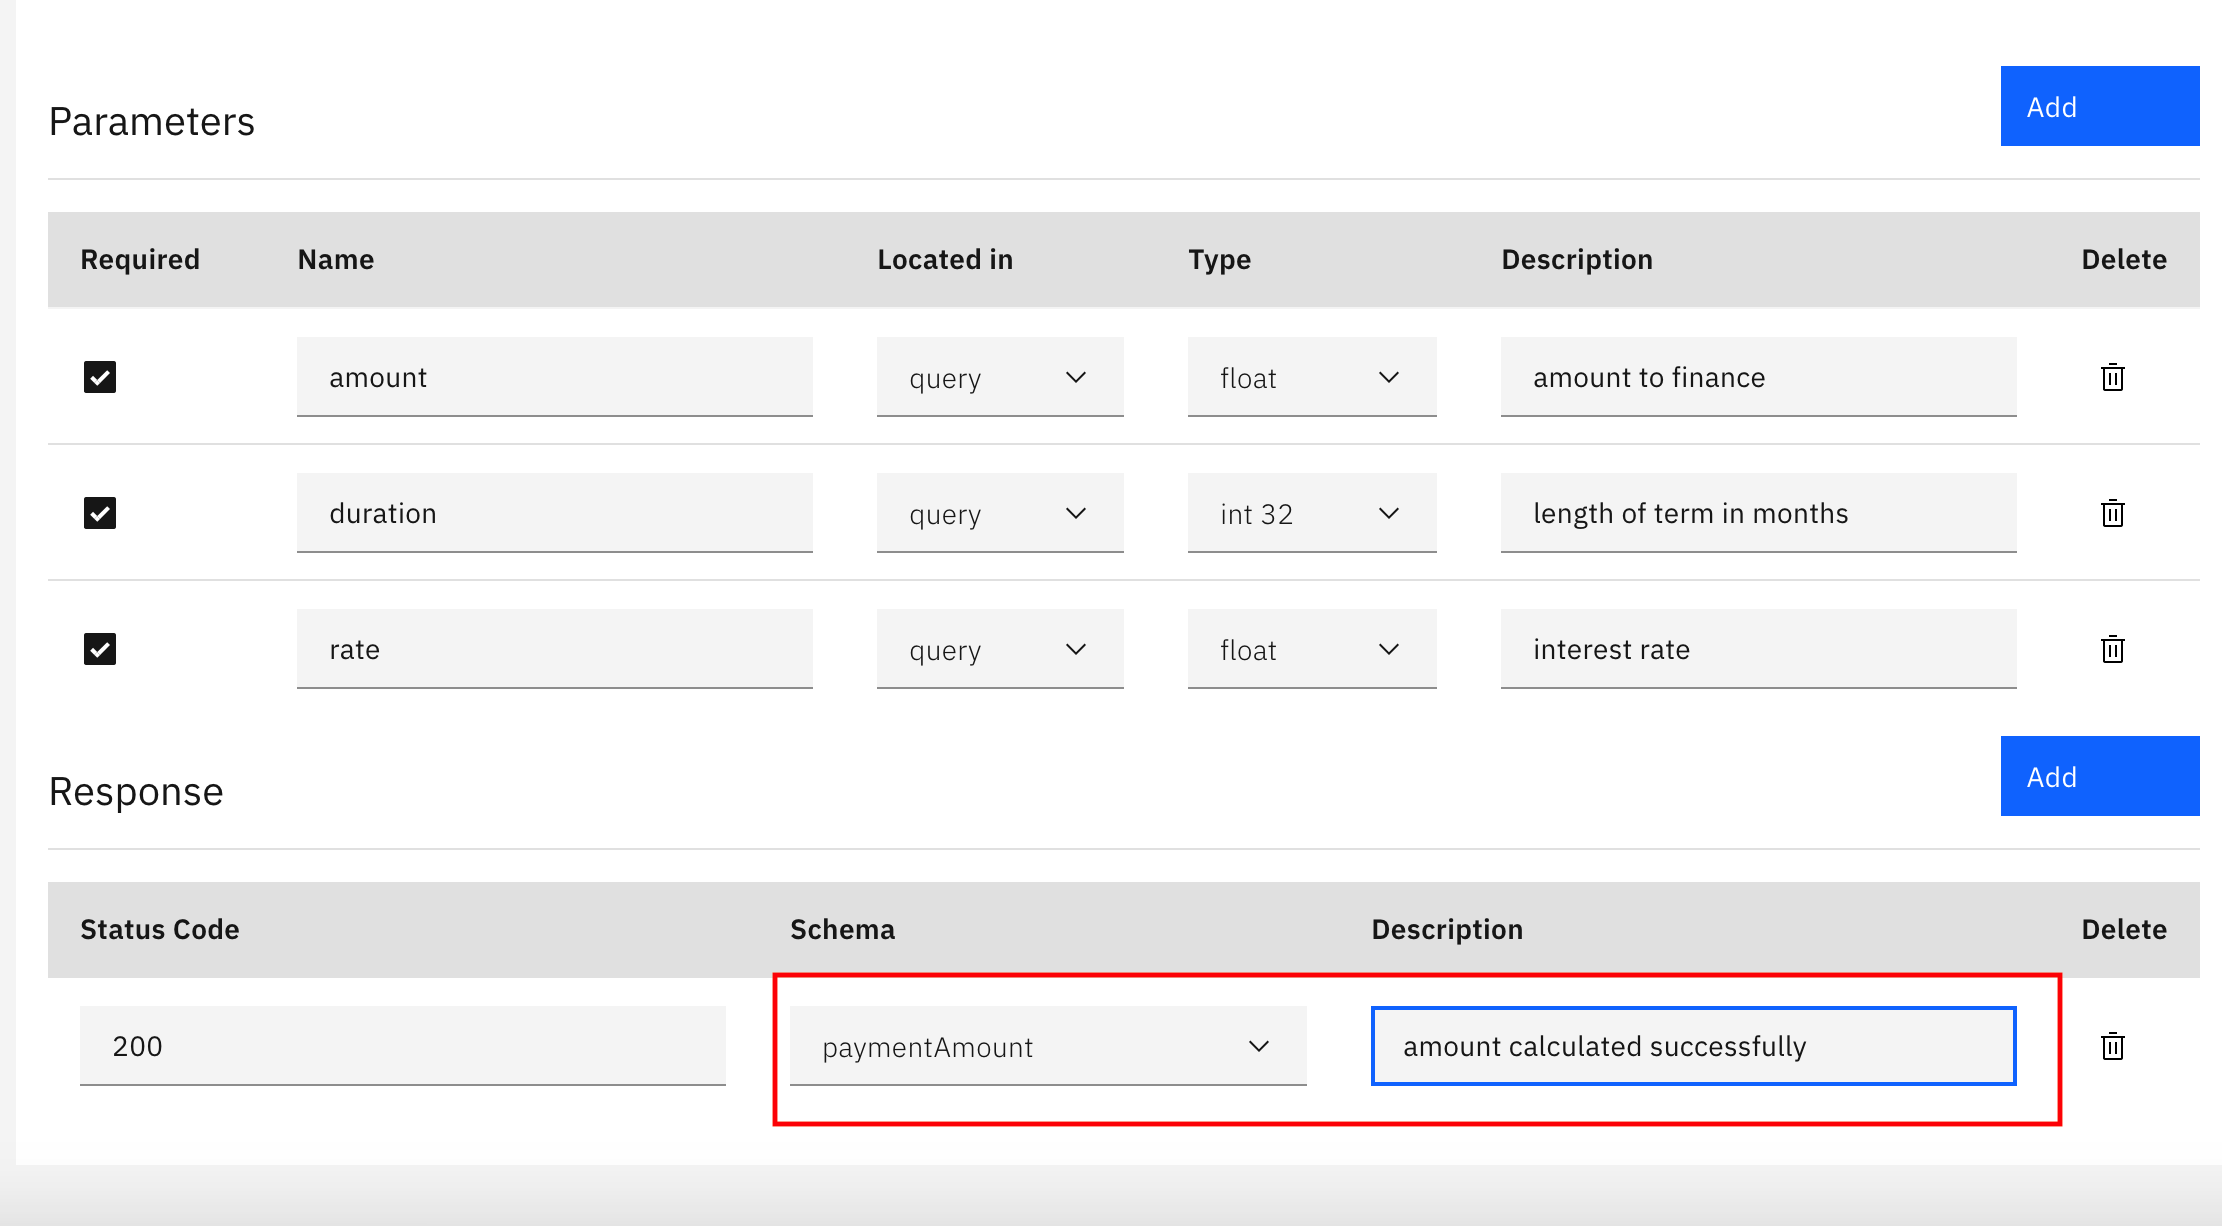 Parameters
Add
Required Name Located in Type Description Delete
amount query float amount to finance
duration query int 32 length of term in months
rate query float interest rate
Response
Add
Status Code Schema Description Delete
200 paymentAmount amount calculated successfully